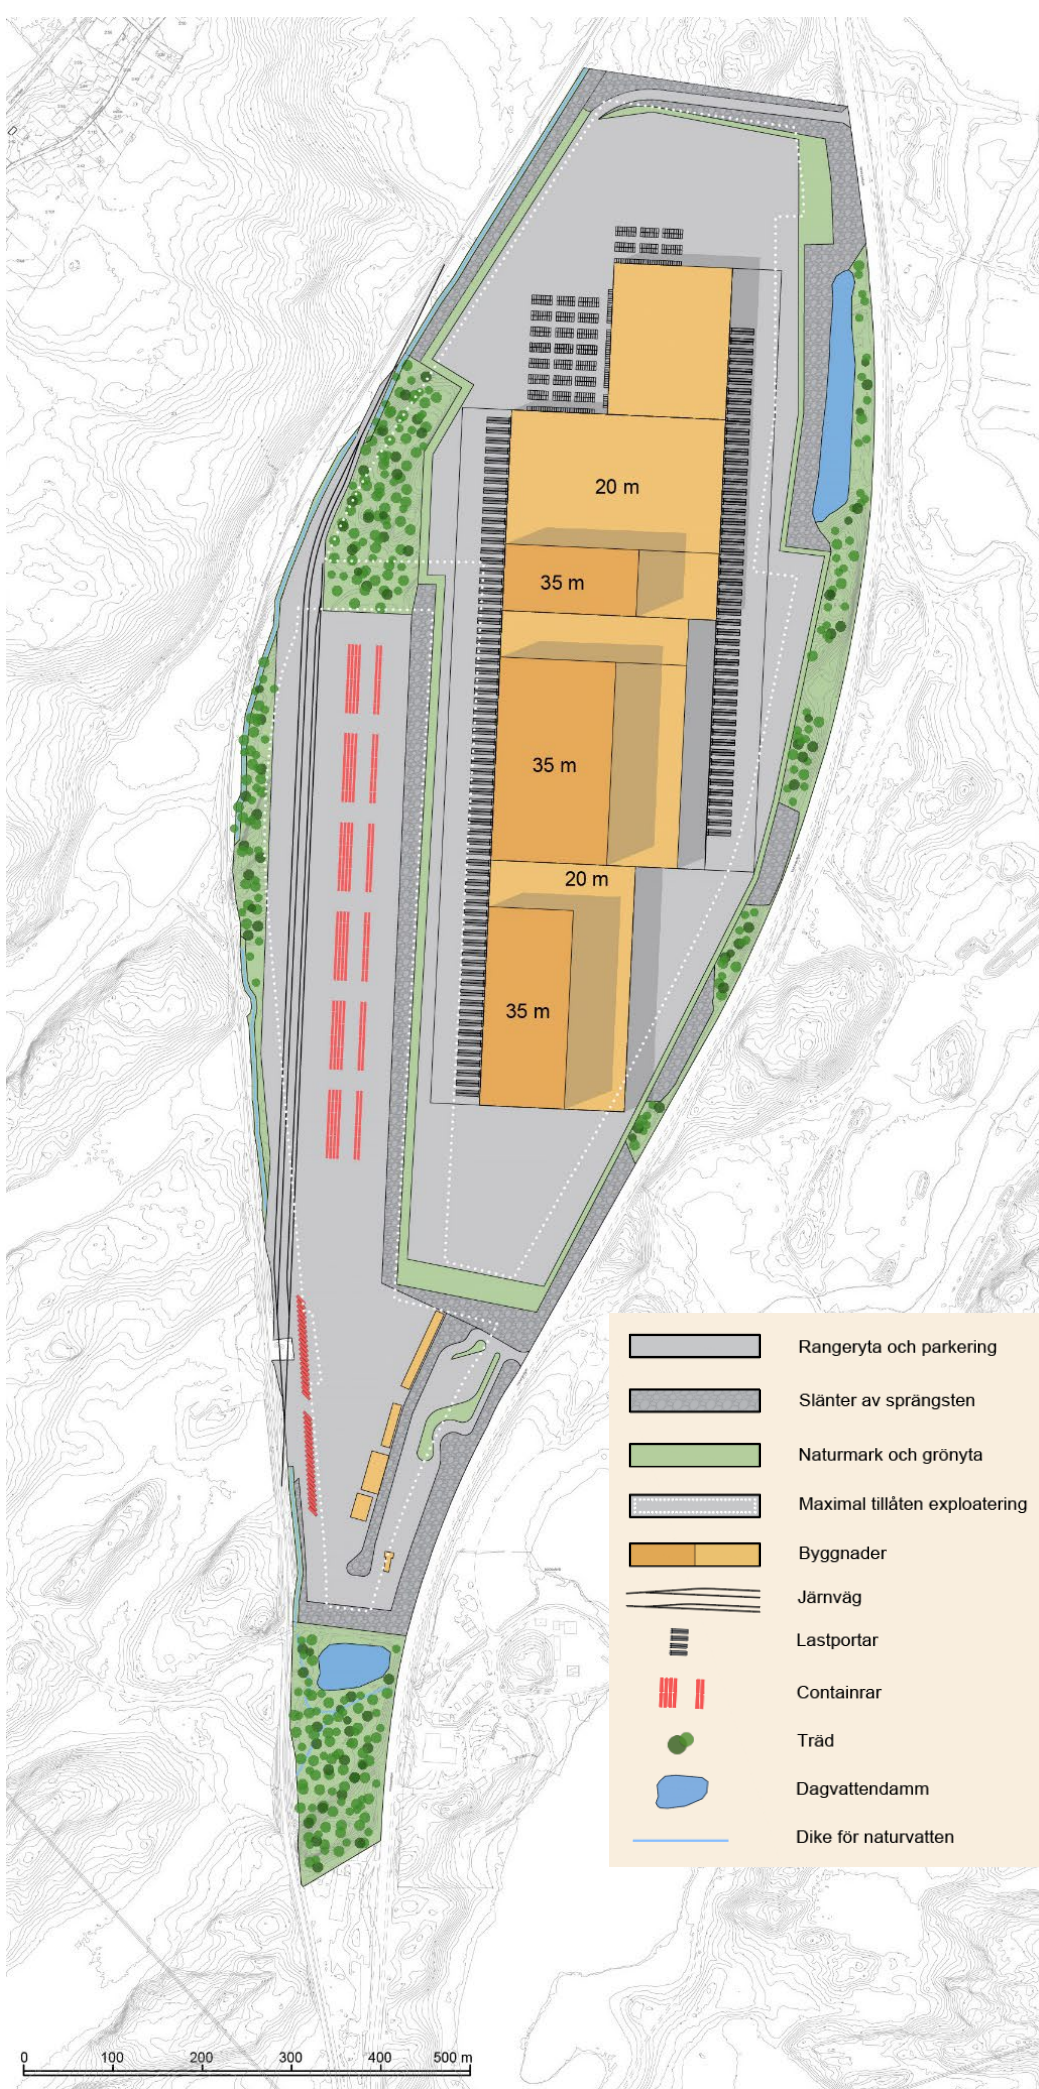 20 m
35 m
35 m
20 m
35 m
Rangeryta och parkering
Slänter av sprängsten
Naturmark och grönyta
Maximal tillåten exploatering
Byggnader
Järnväg
Lastportar
Containrar
Träd
Dagvattendamm
Dike för naturvatten
0 100 200 300 400 500 m